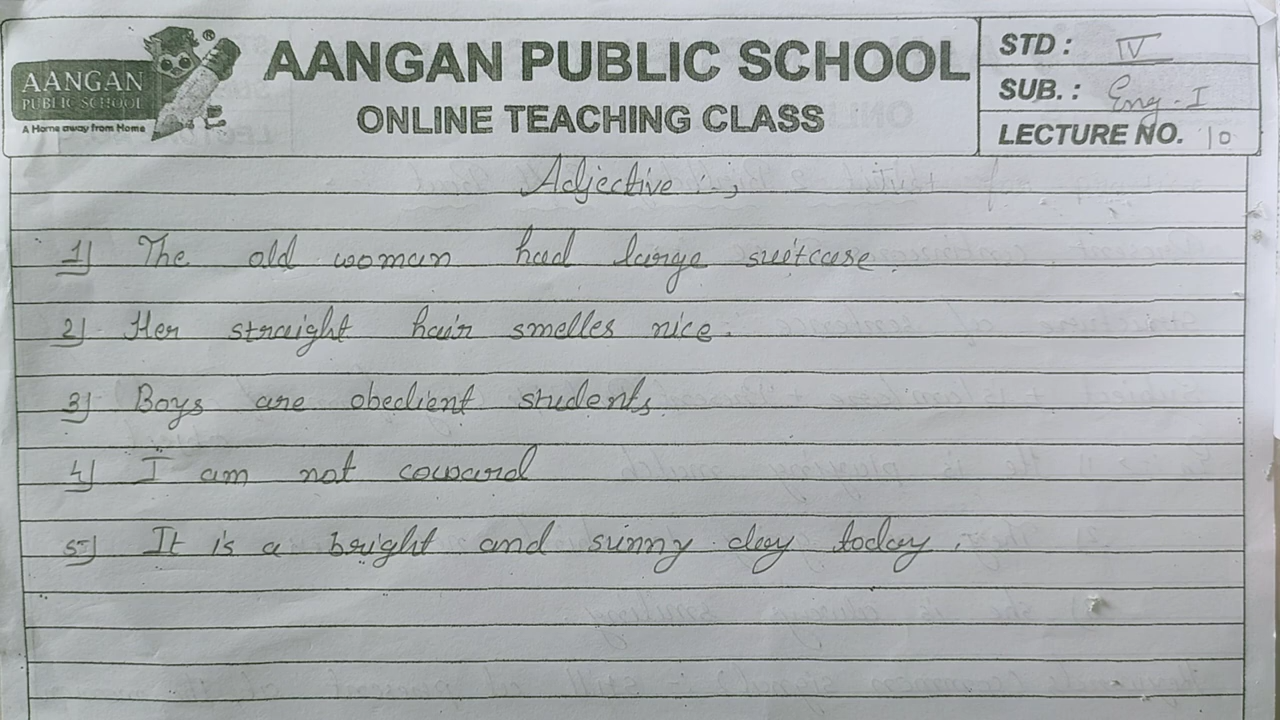 AANGAN
PUBLIC SCHOOL
A Home away from Home
®
AANGAN PUBLIC SCHOOL
ONLINE TEACHING CLASS
STD : IV
SUB. : Eng - I
LECTURE NO. 10
Adjective :-;
1) The old woman had large suitcase
2) Her straight hair smelles nice.
3) Boys are obedient students.
4) I am not coward
5) It is a bright and sunny day today.